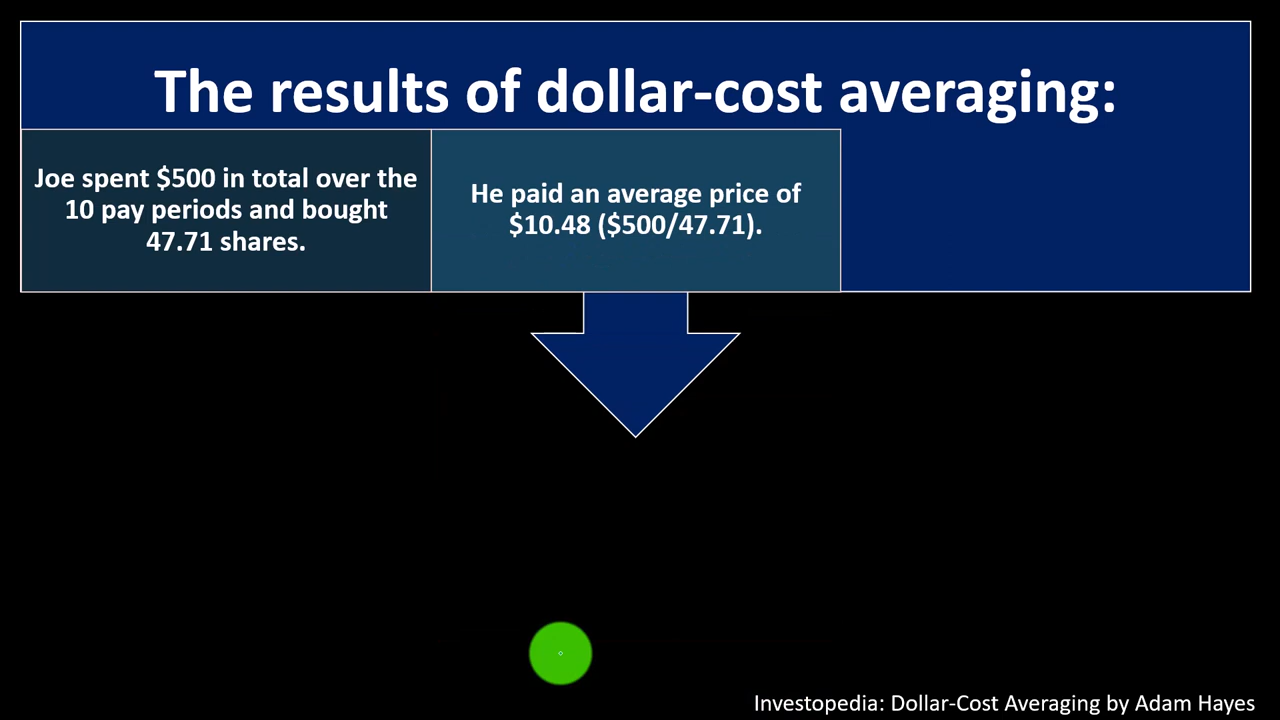 The results of dollar-cost averaging:
Joe spent $500 in total over the
10 pay periods and bought
47.71 shares.
He paid an average price of
$10.48 ($500/47.71).
Investopedia: Dollar-Cost Averaging by Adam Hayes